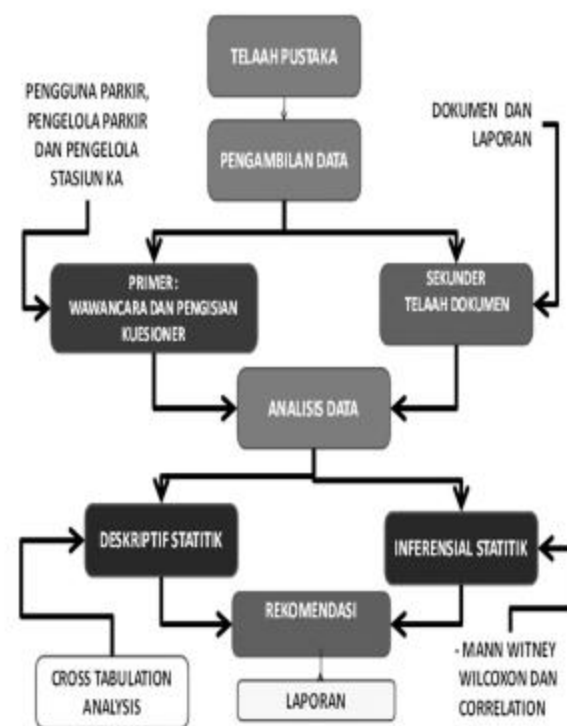 TELAAH PUSTAKA
PENGGUNA PARKIR,
PENGELOLA PARKIR
DAN PENGELOLA
STASIUN KA
DOKUMEN DAN
LAPORAN
PENGAMBILAN DATA
PRIMER :
WAWANCARA DAN PENGISIAN
KUESIONER
SEKUNDER
TELAAH DOKUMEN
ANALISIS DATA
DESKRIPTIF STATITIK
INFERENSIAL STATITIK
REKOMENDASI
CROSS TABULATION
ANALYSIS
LAPORAN
- MANN WITNEY
WILCOXON DAN
CORRELATION